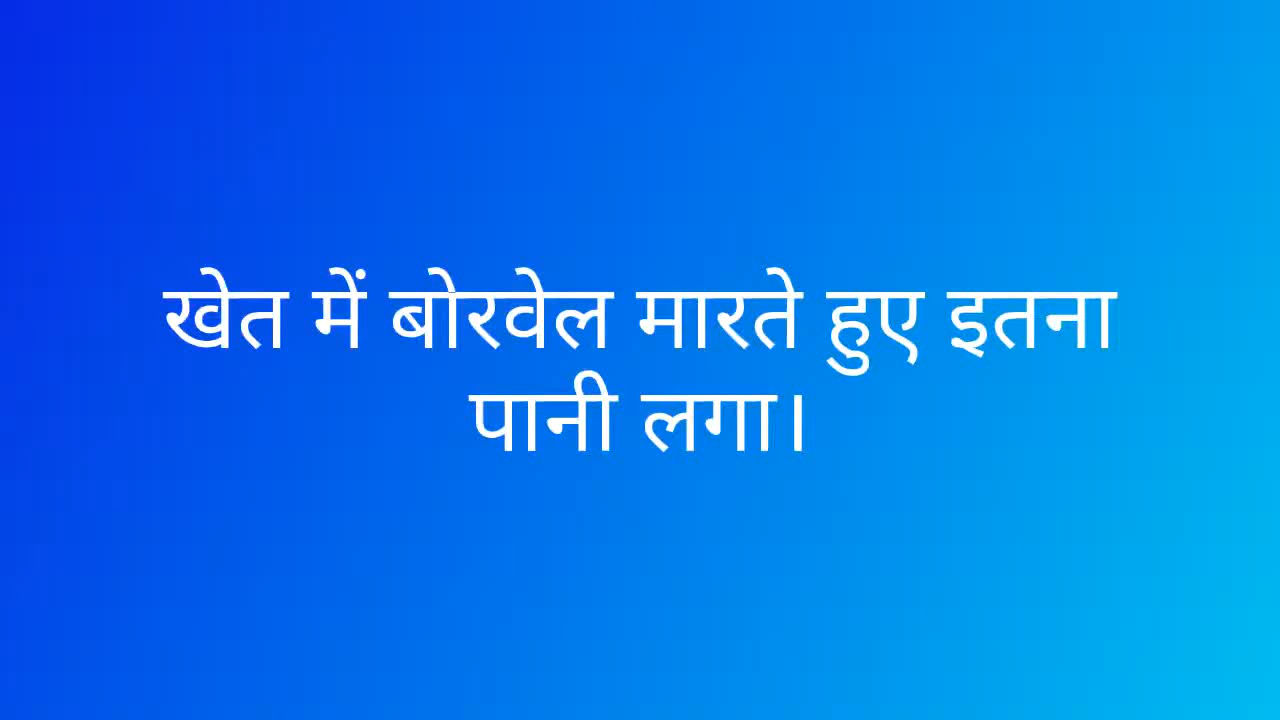 खेत में बोरवेल मारते हुए इतना
पानी लगा।